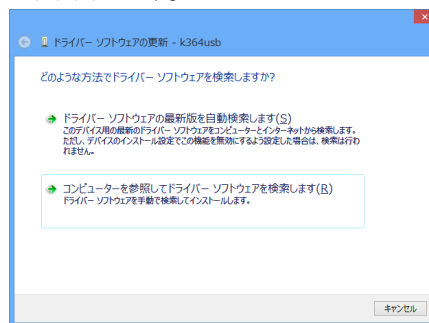 ドライバー ソフトウェアの更新 - k364usb
どのような方法でドライバー ソフトウェアを検索しますか?
ドライバー ソフトウェアの最新版を自動検索します(S)
このデバイス用の最新のドライバー ソフトウェアをコンピューターとインターネットから検索します。
ただし、デバイスのインストール設定でこの機能を無効にするよう設定した場合は、検索は行わ
れません。
コンピューターを参照してドライバー ソフトウェアを検索します(R)
ドライバー ソフトウェアを手動で検索してインストールします。
キャンセル